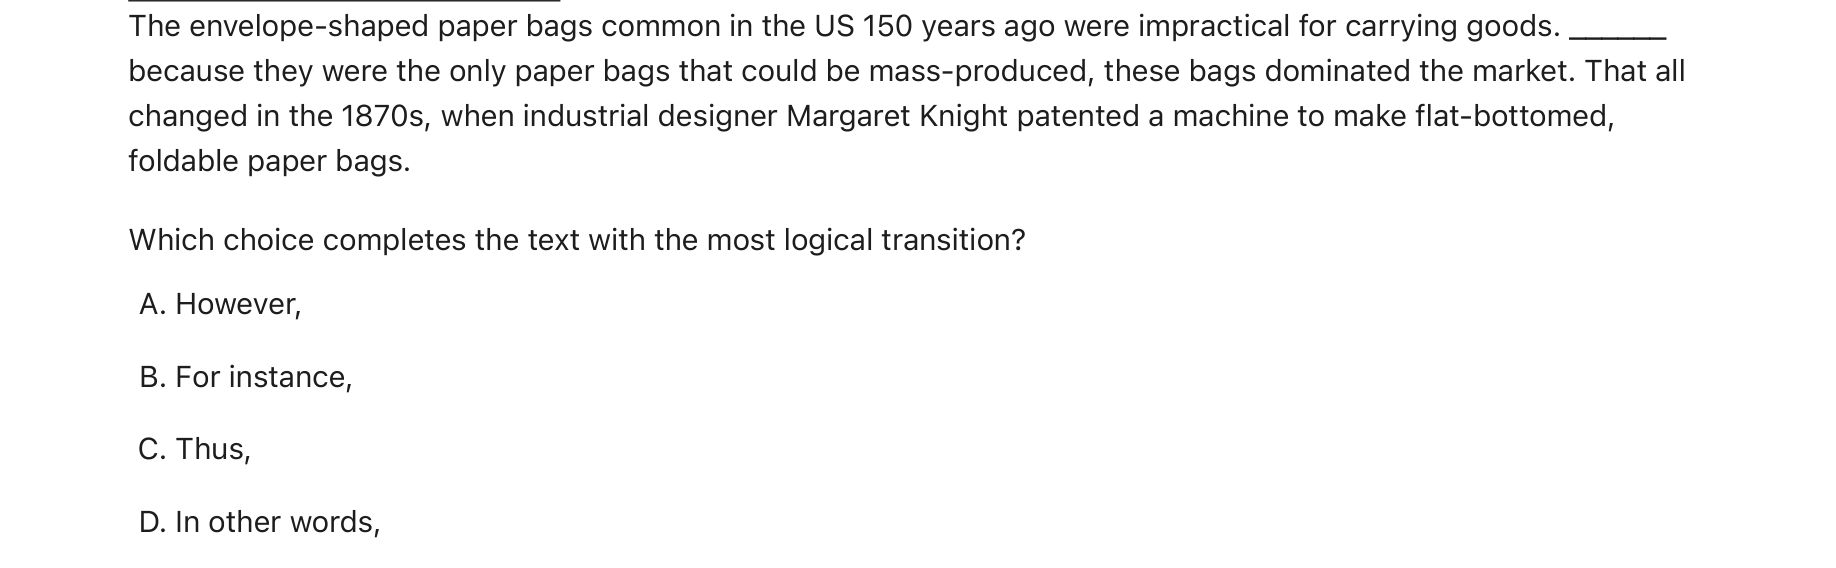 The envelope-shaped paper bags common in the US 150 years ago were impractical for carrying goods. ______
because they were the only paper bags that could be mass-produced, these bags dominated the market. That all
changed in the 1870s, when industrial designer Margaret Knight patented a machine to make flat-bottomed,
foldable paper bags.
Which choice completes the text with the most logical transition?
A. However,
B. For instance,
C. Thus,
D. In other words,